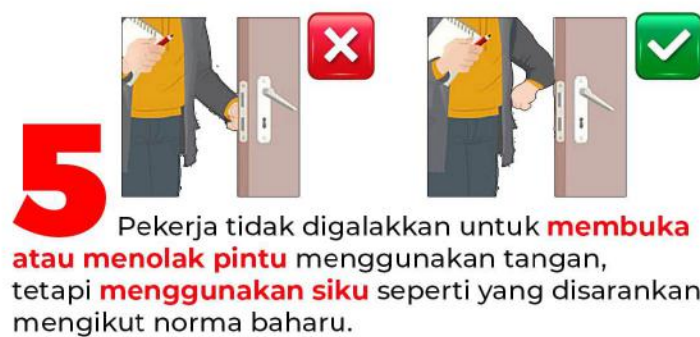 5
Pekerja tidak digalakkan untuk membuka
atau menolak pintu menggunakan tangan,
tetapi menggunakan siku seperti yang disarankan
mengikut norma baharu.